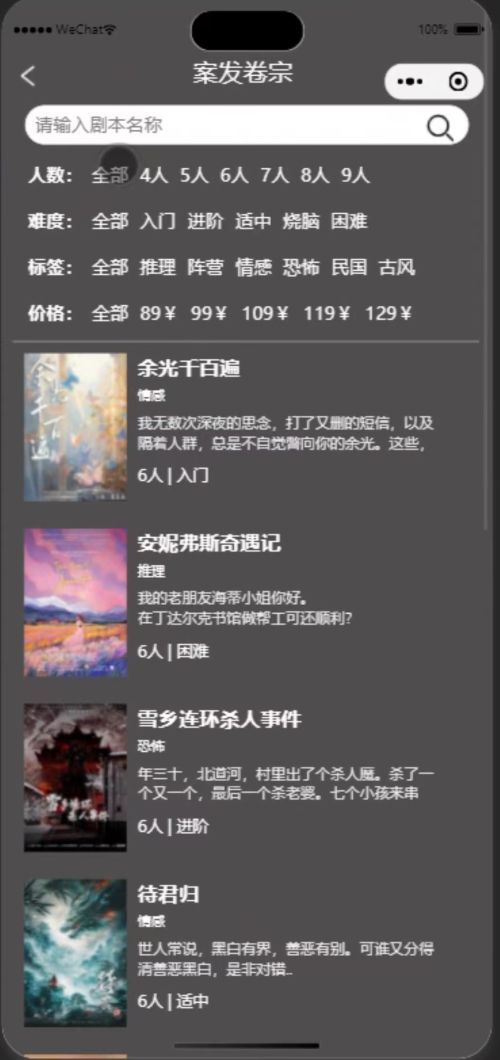 WeChat
100%
案发卷宗
请输入剧本名称
人数： 全部 4人 5人 6人 7人 8人 9人
难度： 全部 入门 进阶 适中 烧脑 困难
标签： 全部 推理 阵营 情感 恐怖 民国 古风
价格： 全部 89￥ 99￥ 109￥ 119￥ 129￥
余光千百遍
情感
我无数次深夜的思念，打了又删的短信，以及
隔着人群，总是不自觉瞥向你的余光。这些，
6人 | 入门
安妮弗斯奇遇记
推理
我的老朋友海蒂小姐你好。
在丁达尔克书馆做帮工可还顺利？
6人 | 困难
雪乡连环杀人事件
恐怖
年三十，北道河，村里出了个杀人魔。杀了一
个又一个，最后一个杀老婆。七个小孩来串
6人 | 进阶
待君归
情感
世人常说，黑白有界，善恶有别。可谁又分得
清善恶黑白，是非对错..
6人 | 适中
余光
千百
遍